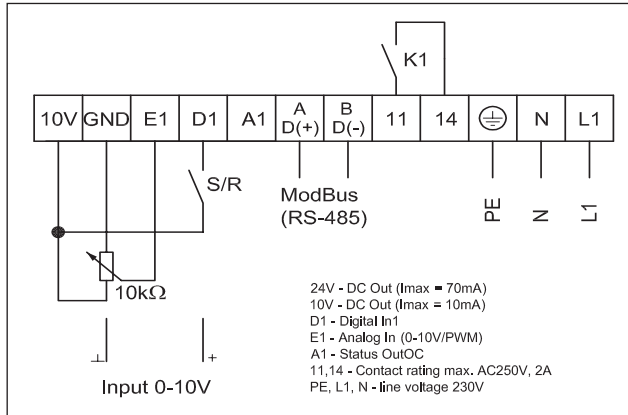 K1
10V GND E1 D1 A1 A D(+) B D(-) 11 14 N L1
S/R
ModBus
(RS-485)
PE
N
L1
10kΩ
24V - DC Out (Imax = 70mA)
10V - DC Out (Imax = 10mA)
D1 - Digital In1
E1 - Analog In (0-10V/PWM)
A1 - Status OutOC
11,14 - Contact rating max. AC250V, 2A
PE, L1, N - line voltage 230V
⊥ +
Input 0-10V